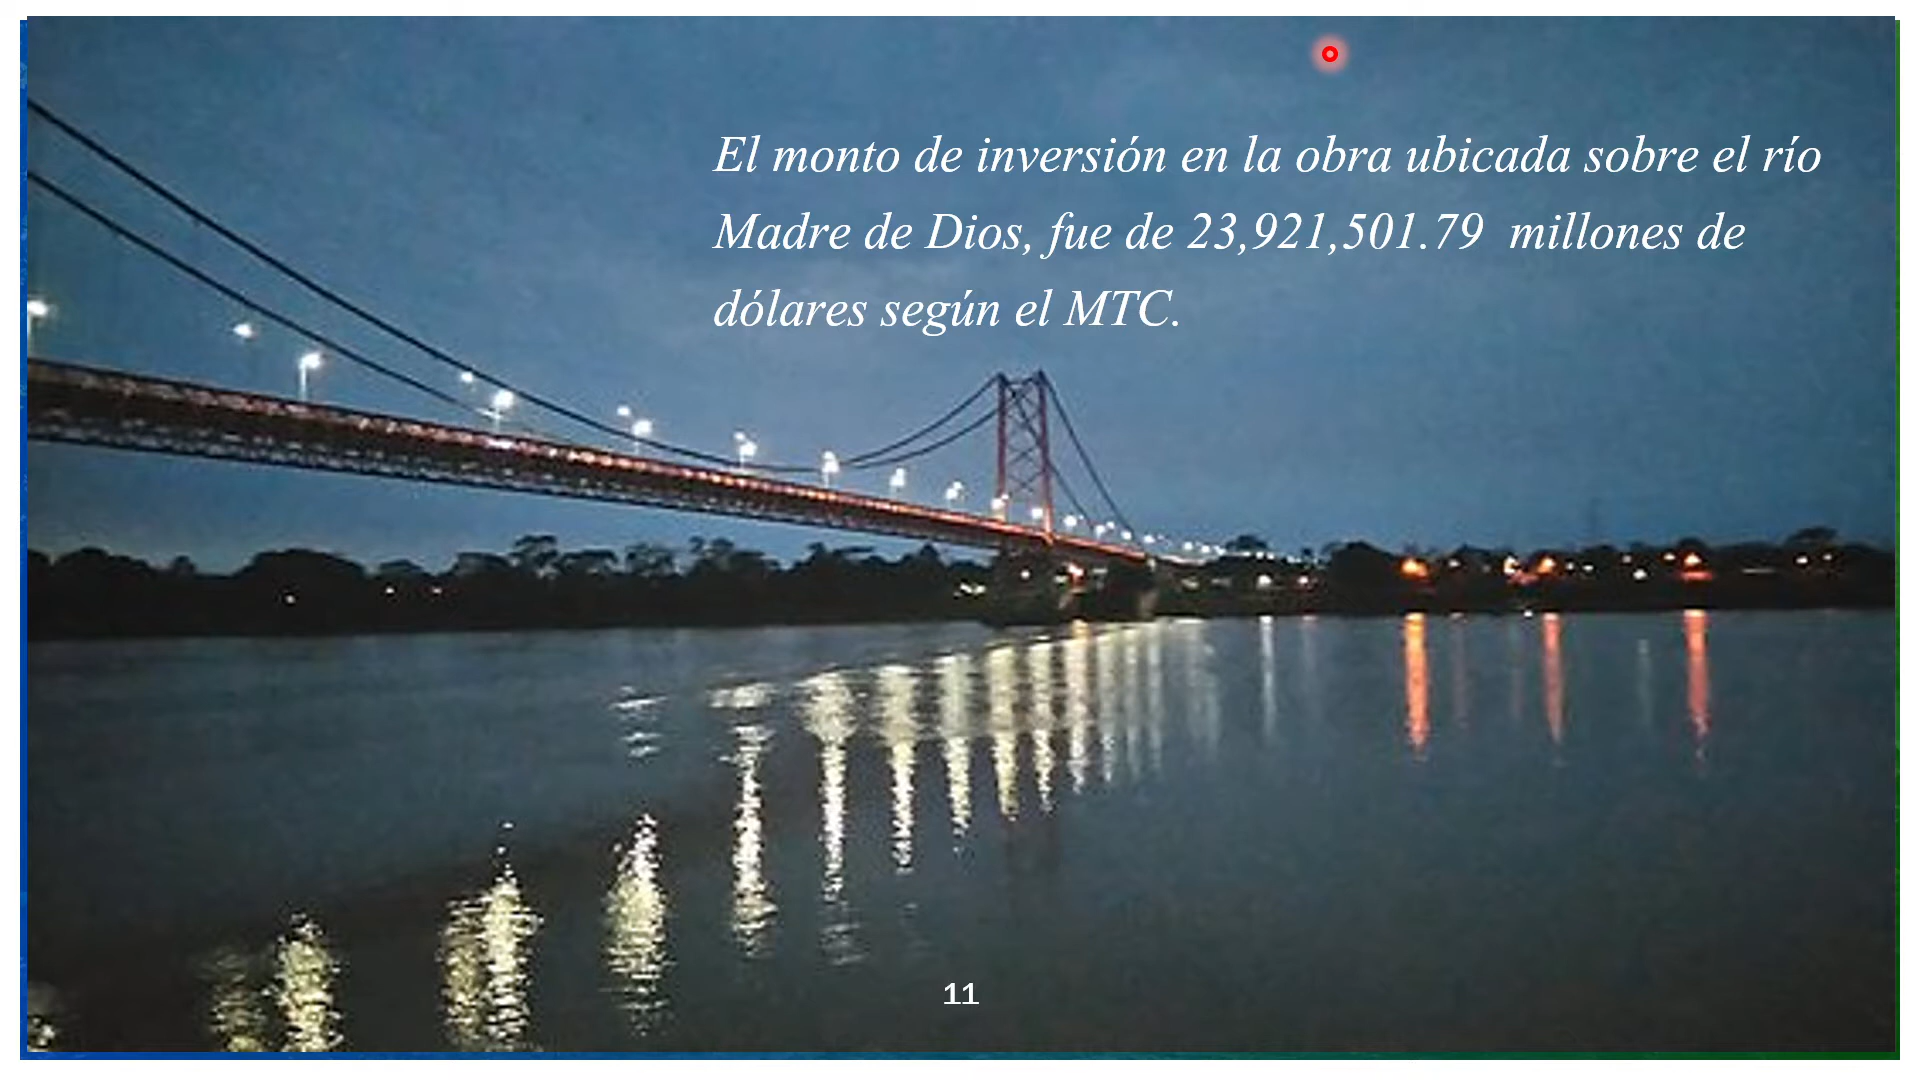 El monto de inversión en la obra ubicada sobre el río
Madre de Dios, fue de 23,921,501.79  millones de
dólares según el MTC.
11